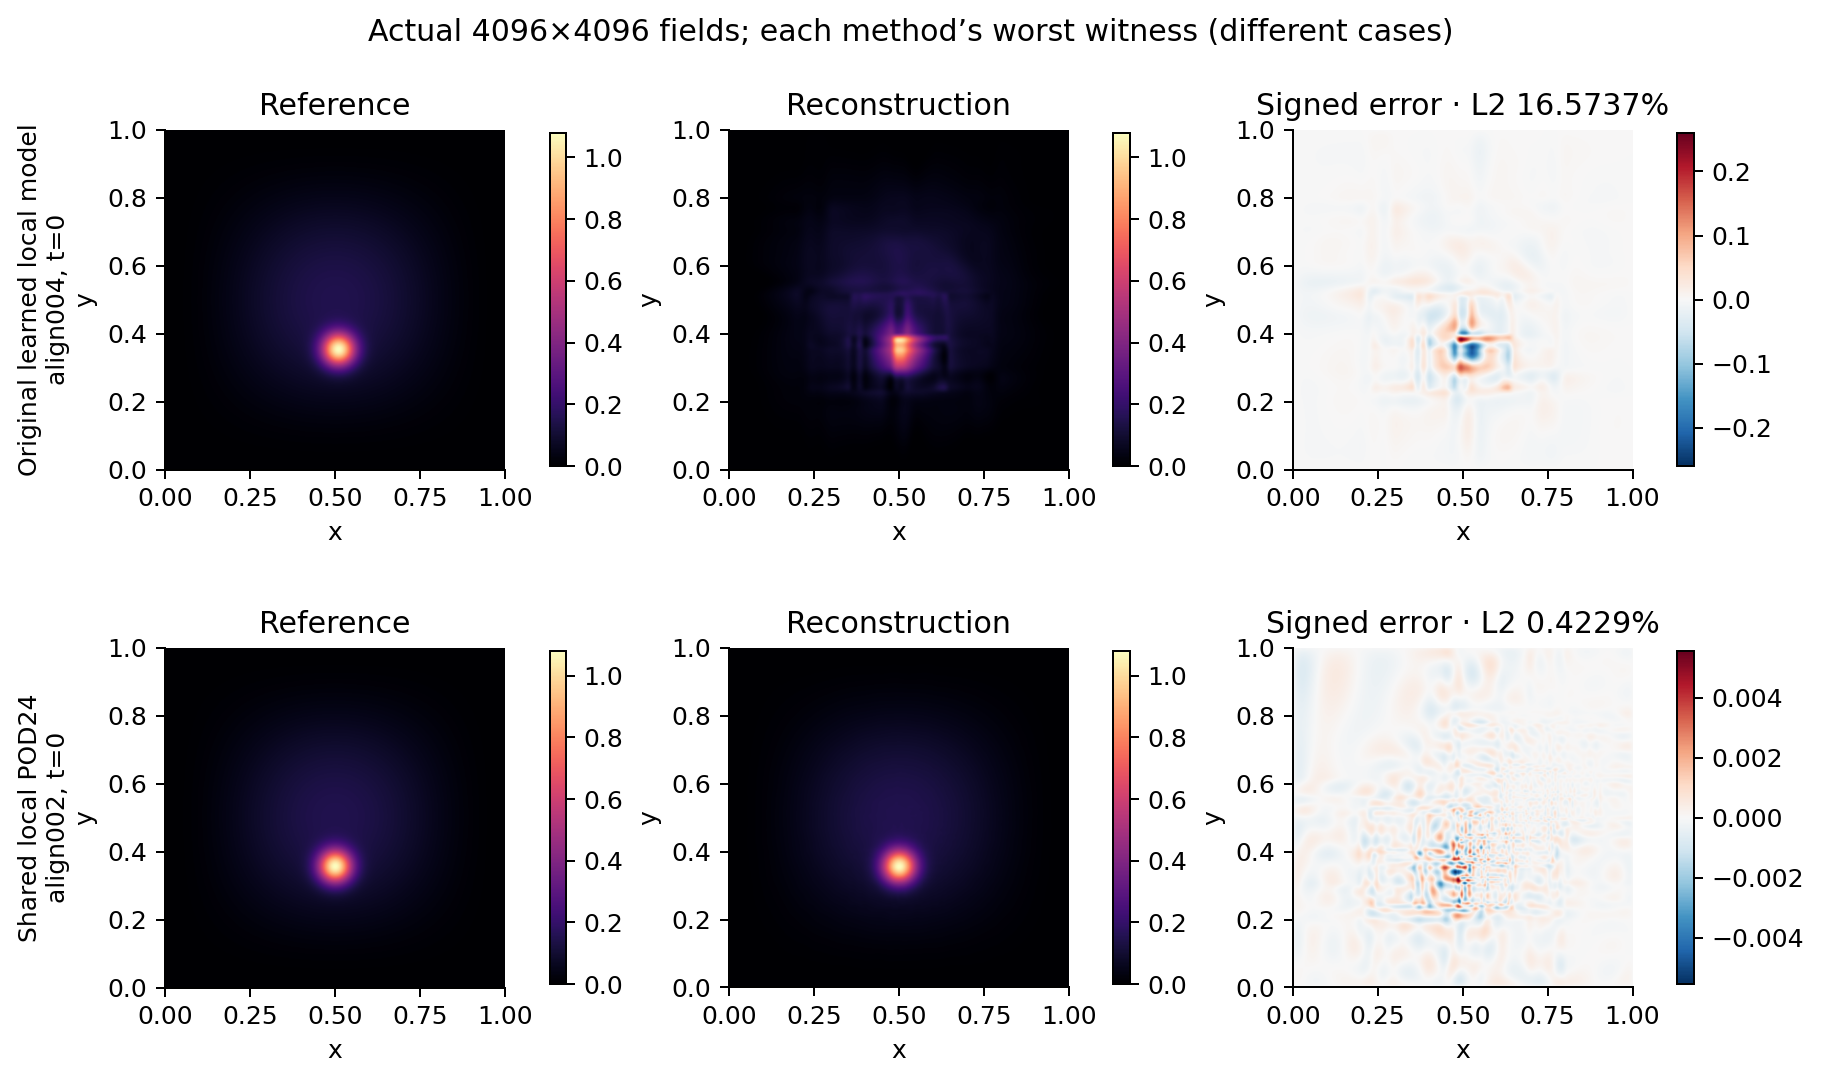 Actual 4096×4096 fields; each method’s worst witness (different cases)
Original learned local model
align004, t=0
Reference
y
1.0
0.8
0.6
0.4
0.2
0.0
0.00 0.25 0.50 0.75 1.00
x
1.0
0.8
0.6
0.4
0.2
0.0
Reconstruction
y
1.0
0.8
0.6
0.4
0.2
0.0
0.00 0.25 0.50 0.75 1.00
x
1.0
0.8
0.6
0.4
0.2
0.0
Signed error · L2 16.5737%
y
1.0
0.8
0.6
0.4
0.2
0.0
0.00 0.25 0.50 0.75 1.00
x
0.2
0.1
0.0
−0.1
−0.2
Shared local POD24
align002, t=0
Reference
y
1.0
0.8
0.6
0.4
0.2
0.0
0.00 0.25 0.50 0.75 1.00
x
1.0
0.8
0.6
0.4
0.2
0.0
Reconstruction
y
1.0
0.8
0.6
0.4
0.2
0.0
0.00 0.25 0.50 0.75 1.00
x
1.0
0.8
0.6
0.4
0.2
0.0
Signed error · L2 0.4229%
y
1.0
0.8
0.6
0.4
0.2
0.0
0.00 0.25 0.50 0.75 1.00
x
0.004
0.002
0.000
−0.002
−0.004